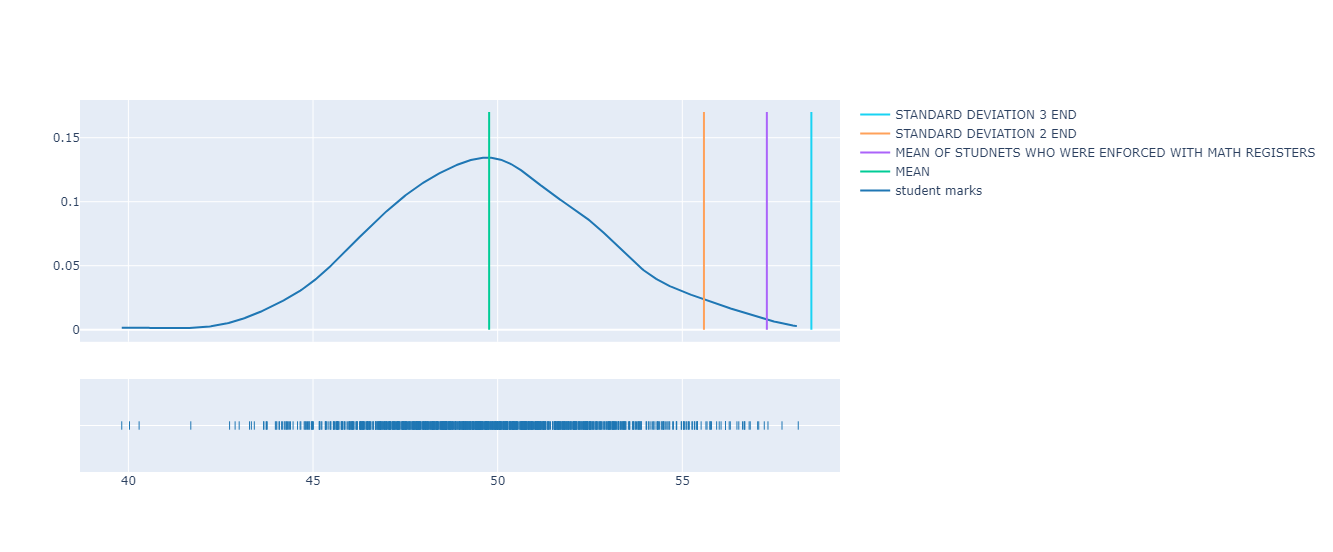 0.15
0.1
0.05
0
40 45 50 55
STANDARD DEVIATION 3 END
STANDARD DEVIATION 2 END
MEAN OF STUDNETS WHO WERE ENFORCED WITH MATH REGISTERS
MEAN
student marks